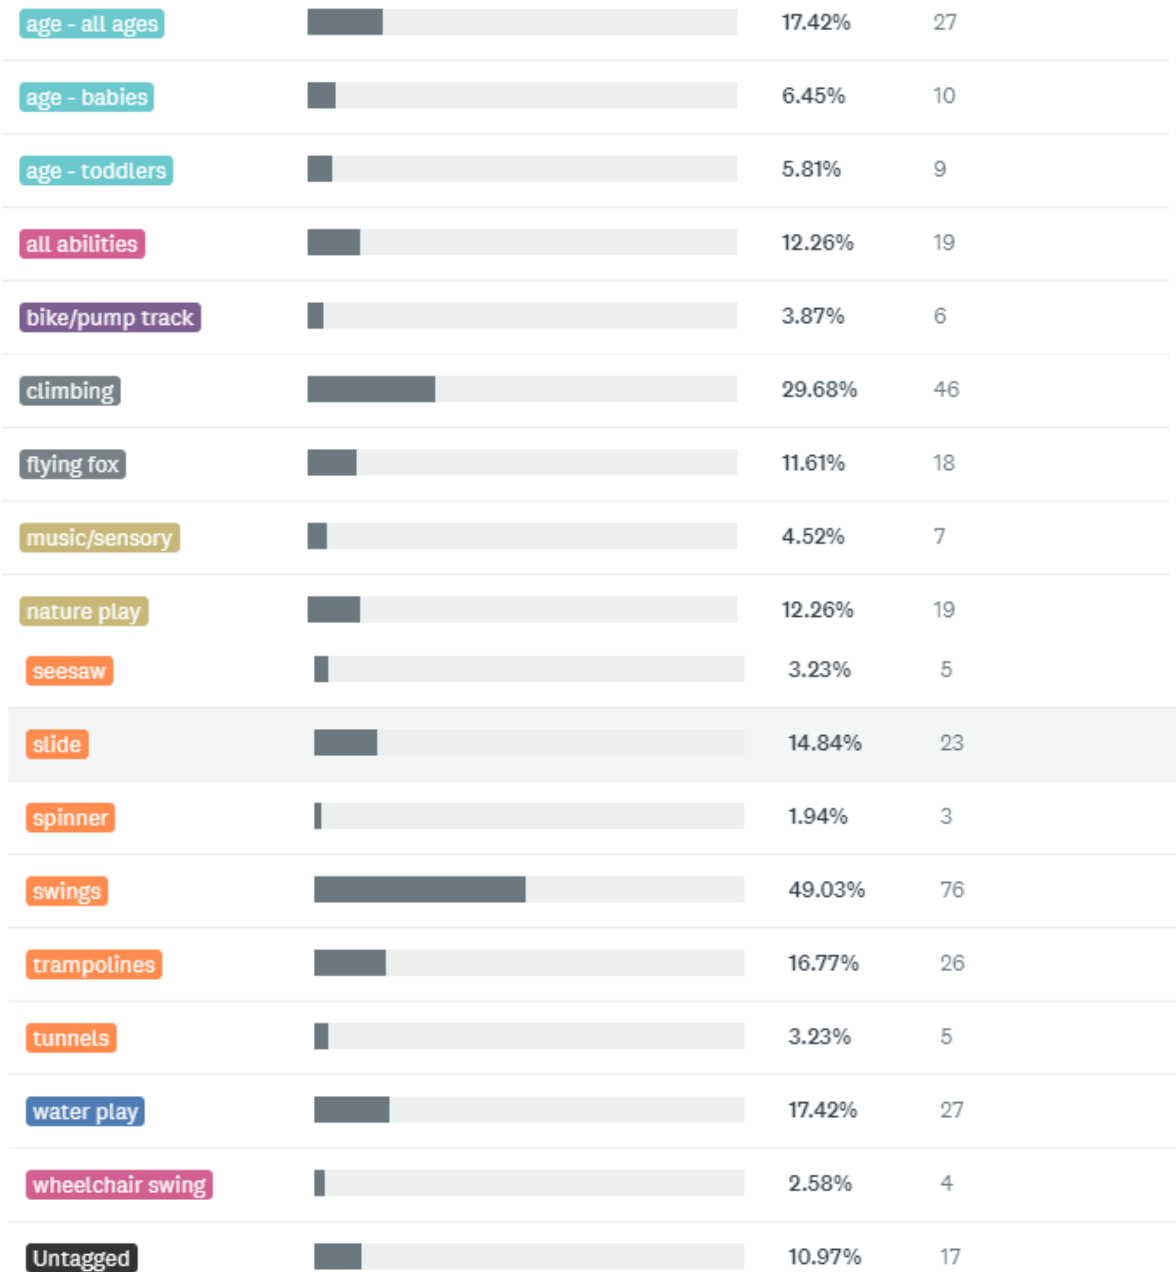 age - all ages 17.42% 27
age - babies 6.45% 10
age - toddlers 5.81% 9
all abilities 12.26% 19
bike/pump track 3.87% 6
climbing 29.68% 46
flying fox 11.61% 18
music/sensory 4.52% 7
nature play 12.26% 19
seesaw 3.23% 5
slide 14.84% 23
spinner 1.94% 3
swings 49.03% 76
trampolines 16.77% 26
tunnels 3.23% 5
water play 17.42% 27
wheelchair swing 2.58% 4
Untagged 10.97% 17